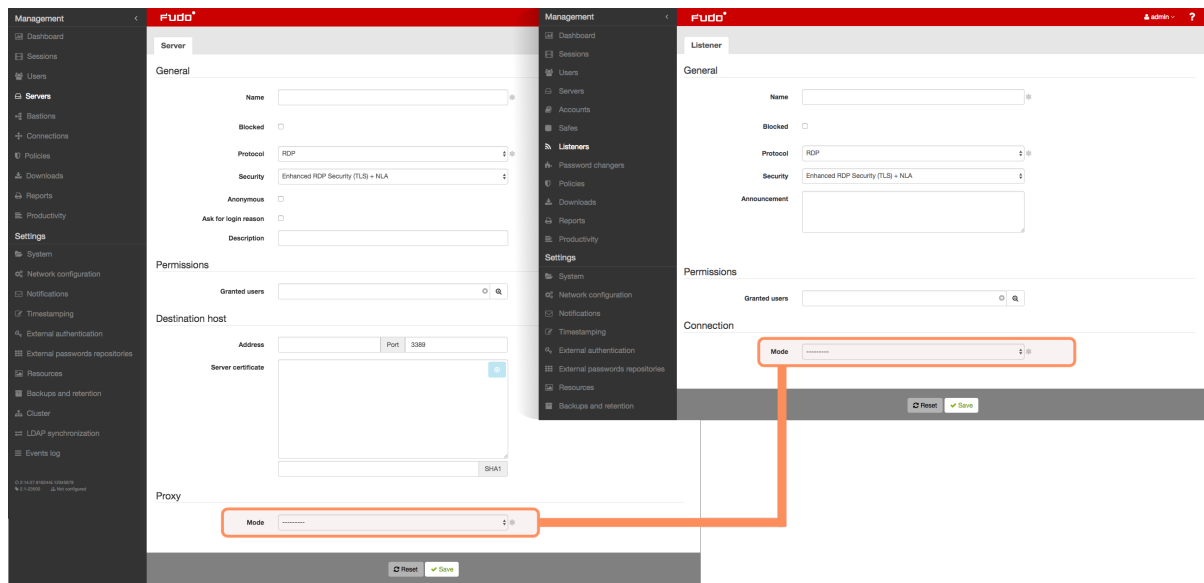 Management
Dashboard
Sessions
Users
Servers
Bastions
Connections
Policies
Downloads
Reports
Productivity
Settings
System
Network configuration
Notifications
Timestamping
External authentication
External passwords repositories
Resources
Backups and retention
Cluster
LDAP synchronization
Events log
Not configured
FUDO
Server
General
Name
Blocked
Protocol RDP
Security Enhanced RDP Security (TLS) + NLA
Anonymous
Ask for login reason
Description
Permissions
Granted users
Destination host
Address Port 3389
Server certificate
SHA1
Proxy
Mode ---------
Reset Save
Management
Dashboard
Sessions
Users
Servers
Accounts
Safes
Listeners
Password changers
Policies
Downloads
Reports
Productivity
Settings
System
Network configuration
Notifications
Timestamping
External authentication
External passwords repositories
Resources
Backups and retention
FUDO
admin ?
Listener
General
Name
Blocked
Protocol RDP
Security Enhanced RDP Security (TLS) + NLA
Announcement
Permissions
Granted users
Connection
Mode ---------
Reset Save